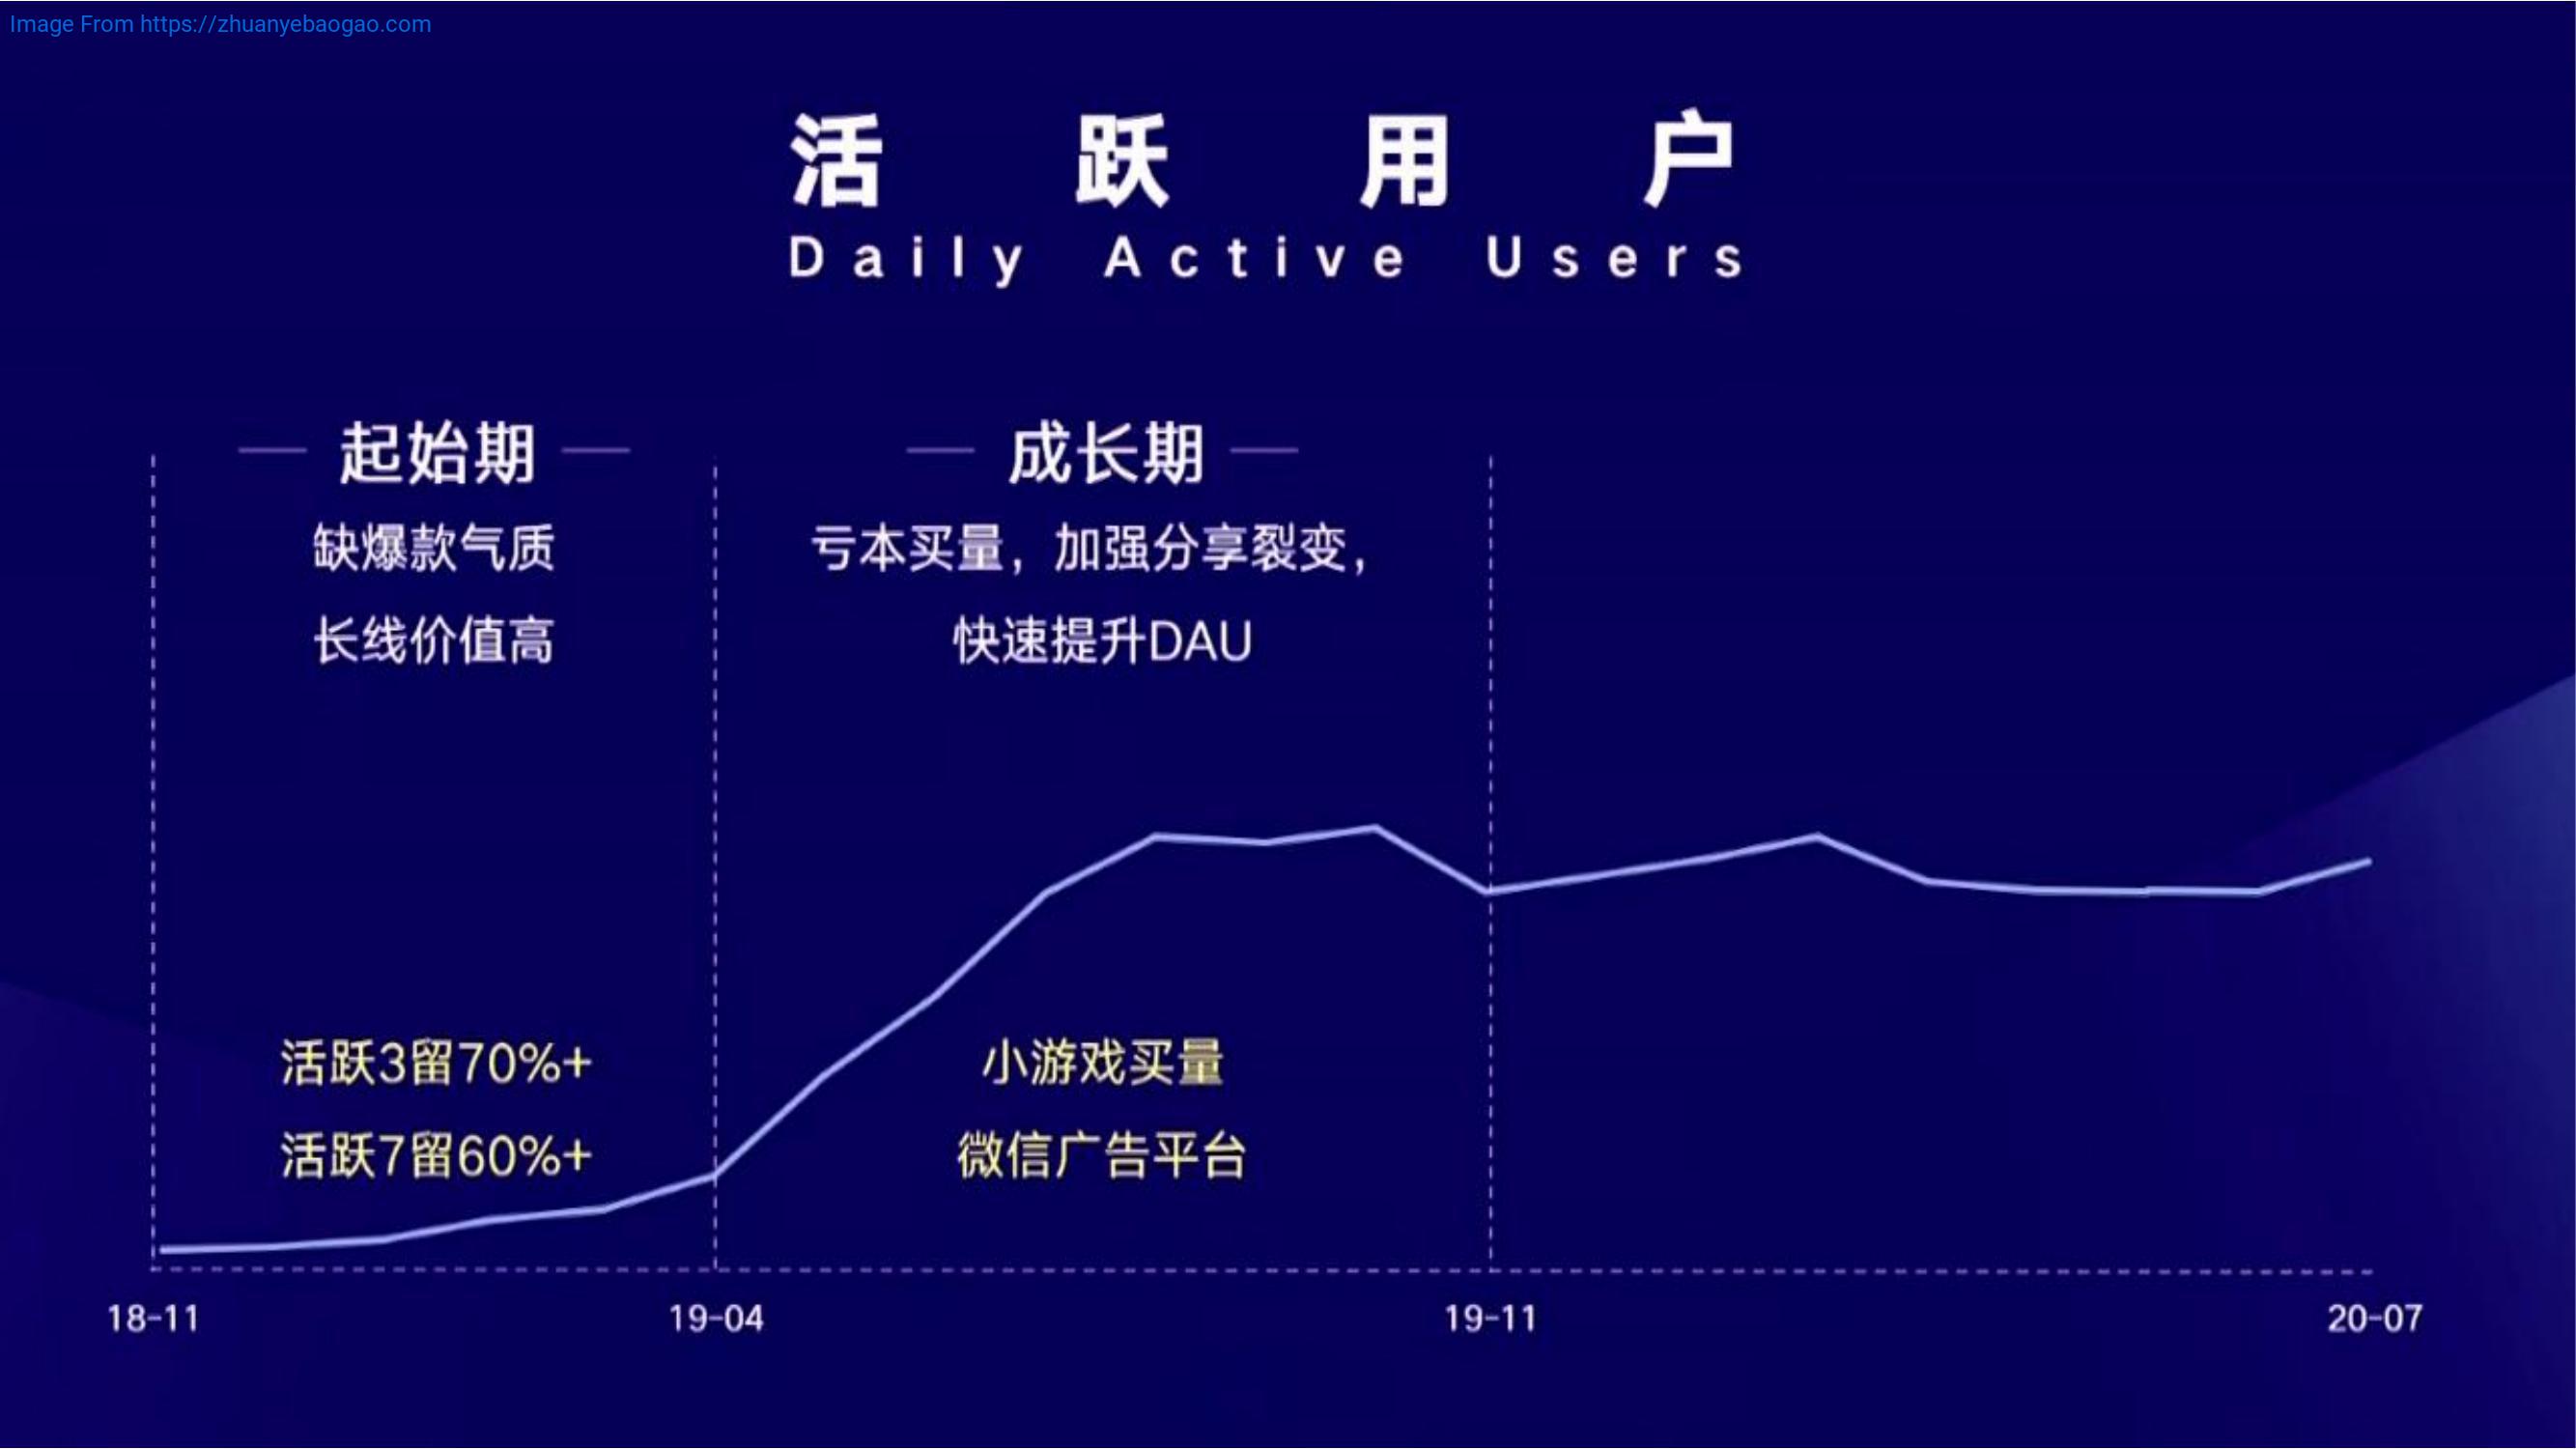 Image From https://zhuanyebaogao.com
活跃用户
Daily Active Users
起始期
缺爆款气质
长线价值高
活跃3留70%+
活跃7留60%+
成长期
亏本买量，加强分享裂变，
快速提升DAU
小游戏买量
微信广告平台
18-11
19-04
19-11
20-07